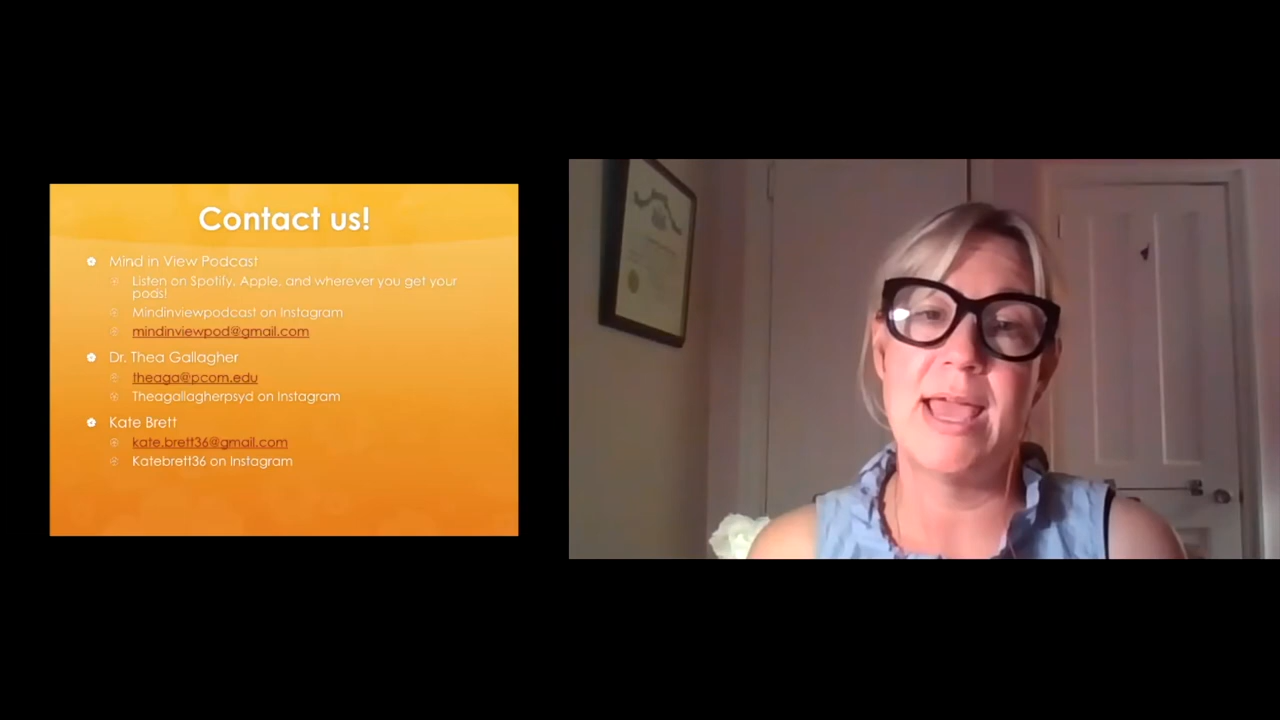 Contact us!
Mind in View Podcast
Listen on Spotify, Apple, and wherever you get your
pods!
Mindinviewpodcast on Instagram
mindinviewpod@gmail.com
Dr. Thea Gallagher
theaga@pcom.edu
Theagallagherpsyd on Instagram
Kate Brett
kate.brett36@gmail.com
Katebrett36 on Instagram